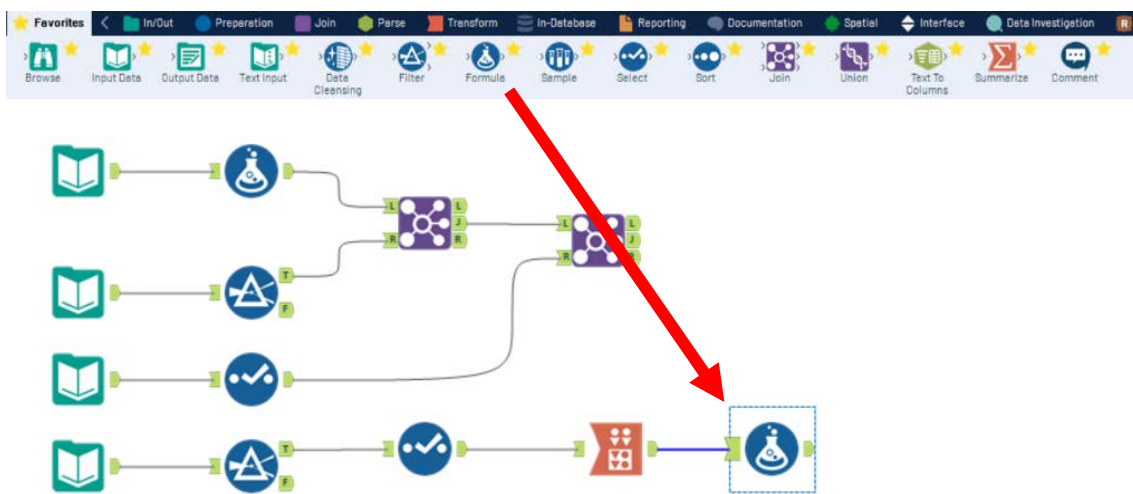 Favorites In/Out Preparation Join Parse Transform In-Database Reporting Documentation Spatial Interface Data Investigation R
Browse Input Data Output Data Text Input Data Cleansing Filter Formula Sample Select Sort Join Union Text To Columns Summarize Comment
L L
J
R R
L L
J
R
T
F
T
F